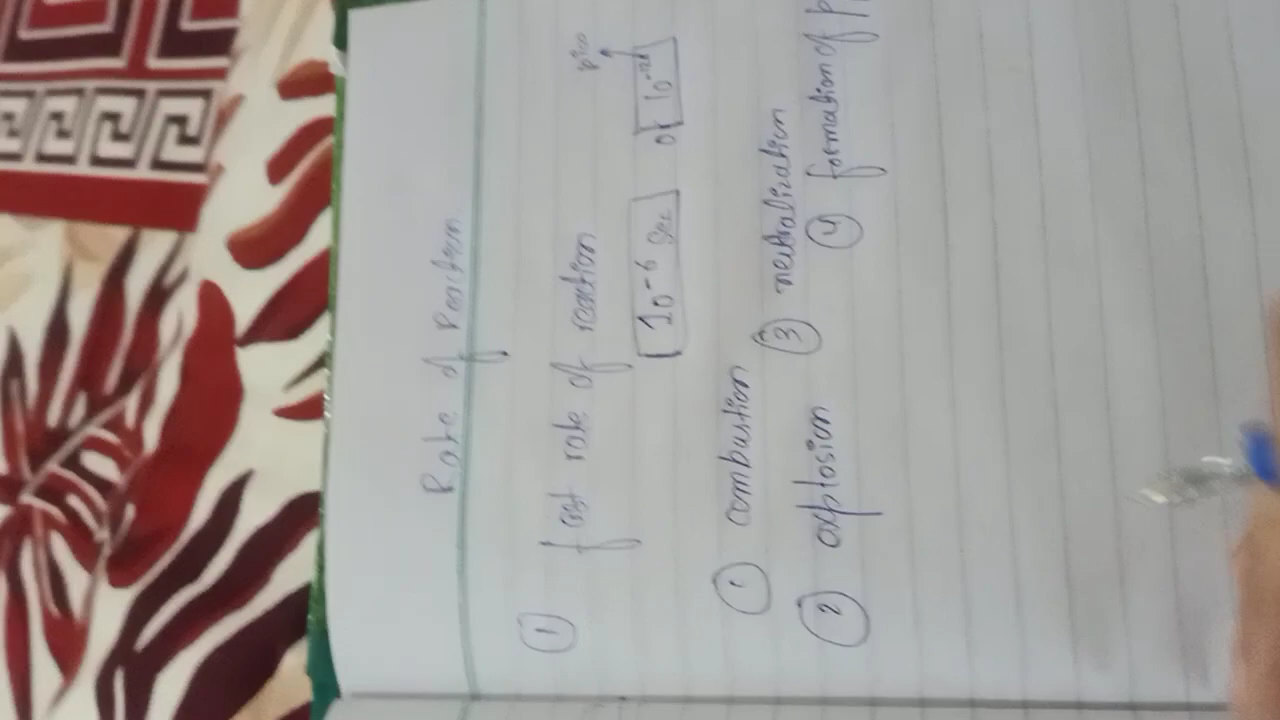 Rate of Reaction
① fast rate of reaction
pico
10⁻⁶ sec or 10⁻¹²
① combustion ③ neutralization
② explosion ④ formation of